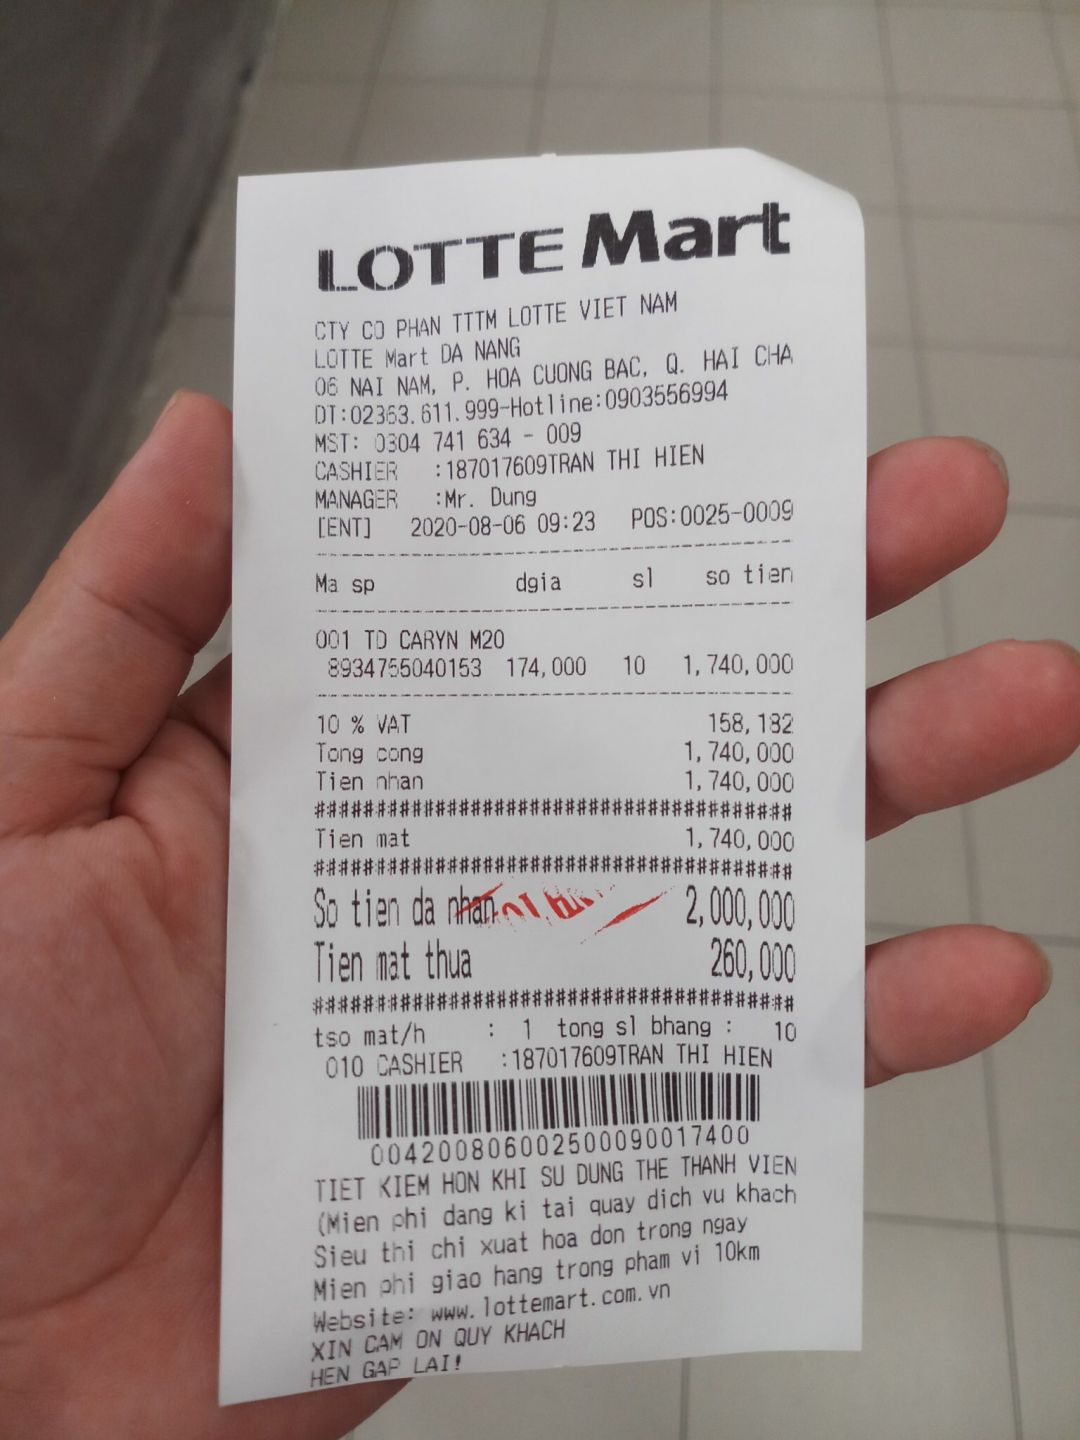 LOTTE Mart
CTY CO PHAN TTTM LOTTE VIET NAM
LOTTE Mart DA NANG
06 NAI NAM, P. HOA CUONG BAC, Q. HAI CHA
DT:02363.611.999-Hotline:0903556994
MST: 0304 741 634 - 009
CASHIER :187017609TRAN THI HIEN
MANAGER :Mr. Dung
[ENT] 2020-08-06 09:23 POS:0025-0009
Ma sp dgia sl so tien
001 TD CARYN M20
8934755040153 174,000 10 1,740,000
10 % VAT 158,182
Tong cong 1,740,000
Tien nhan 1,740,000
#######################################
Tien mat 1,740,000
#######################################
So tien da nhan 2,000,000
Tien mat thua 260,000
#######################################
tso mat/h : 1 tong sl bhang : 10
010 CASHIER :187017609TRAN THI HIEN
004200806002500090017400
TIET KIEM HON KHI SU DUNG THE THANH VIEN
(Mien phi dang ki tai quay dich vu khach
Sieu thi chi xuat hoa don trong ngay
Mien phi giao hang trong pham vi 10km
Website: www.lottemart.com.vn
XIN CAM ON QUY KHACH
HEN GAP LAI!